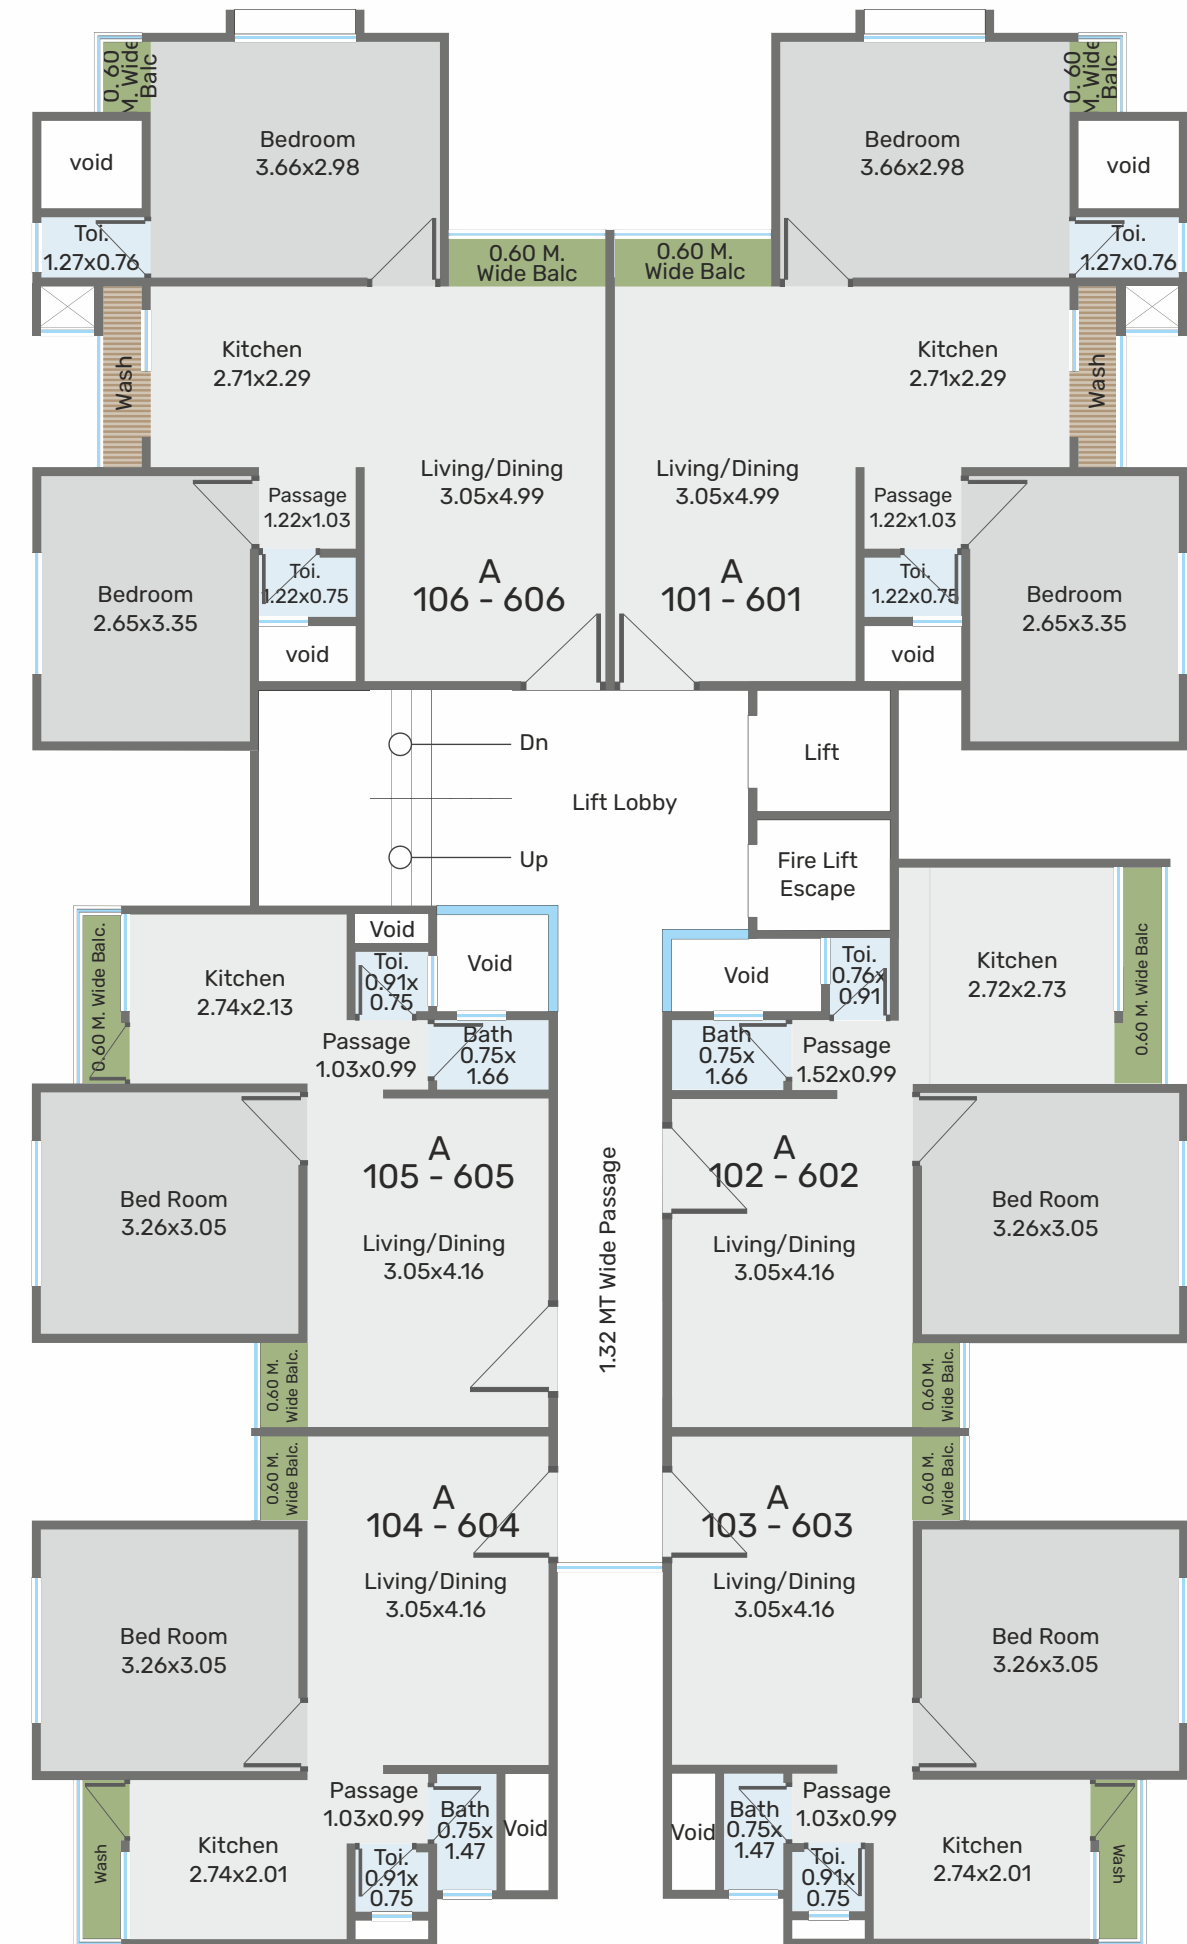 0. 60
M. Wide
Balc
Bedroom
3.66x2.98
void
Toi.
1.27x0.76
0.60 M.
Wide Balc
Kitchen
2.71x2.29
Wash
Living/Dining
3.05x4.99
Passage
1.22x1.03
A
106 - 606
Toi.
1.22x0.75
Bedroom
2.65x3.35
void
0. 60
M. Wide
Balc
Bedroom
3.66x2.98
void
Toi.
1.27x0.76
0.60 M.
Wide Balc
Kitchen
2.71x2.29
Wash
Living/Dining
3.05x4.99
Passage
1.22x1.03
A
101 - 601
Toi.
1.22x0.75
Bedroom
2.65x3.35
void
Dn
Lift Lobby
Up
Lift
Fire Lift
Escape
0.60 M. Wide Balc.
Kitchen
2.74x2.13
Void
Toi.
0.91x
0.75
Void
Passage
1.03x0.99
Bath
0.75x
1.66
A
105 - 605
Bed Room
3.26x3.05
Living/Dining
3.05x4.16
0.60 M.
Wide Balc.
1.32 MT Wide Passage
Void
Toi.
0.76x
0.91
Kitchen
2.72x2.73
0.60 M. Wide Balc
Bath
0.75x
1.66
Passage
1.52x0.99
A
102 - 602
Living/Dining
3.05x4.16
Bed Room
3.26x3.05
0.60 M.
Wide Balc.
0.60 M.
Wide Balc.
A
104 - 604
Living/Dining
3.05x4.16
Bed Room
3.26x3.05
Passage
1.03x0.99
Bath
0.75x
1.47
Void
Wash
Kitchen
2.74x2.01
Toi.
0.91x
0.75
0.60 M.
Wide Balc.
A
103 - 603
Living/Dining
3.05x4.16
Bed Room
3.26x3.05
Void
Bath
0.75x
1.47
Passage
1.03x0.99
Toi.
0.91x
0.75
Kitchen
2.74x2.01
Wash